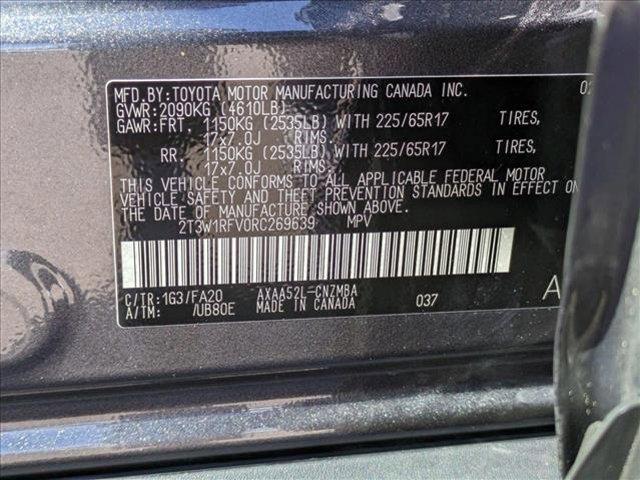 MFD.BY:TOYOTA MOTOR MANUFACTURING CANADA INC. 02
GVWR:2090KG (4610LB)
GAWR:FRT. 1150KG (2535LB) WITH 225/65R17 TIRES,
17x7.0J RIMS,
RR. 1150KG (2535LB) WITH 225/65R17 TIRES,
17x7.0J RIMS,
THIS VEHICLE CONFORMS TO ALL APPLICABLE FEDERAL MOTOR
VEHICLE SAFETY AND THEFT PREVENTION STANDARDS IN EFFECT ON
THE DATE OF MANUFACTURE SHOWN ABOVE.
2T3W1RFV0RC269639 MPV
C/TR:1G3/FA20 AXAA52L-CNZMBA A
A/TM: /UB80E MADE IN CANADA 037